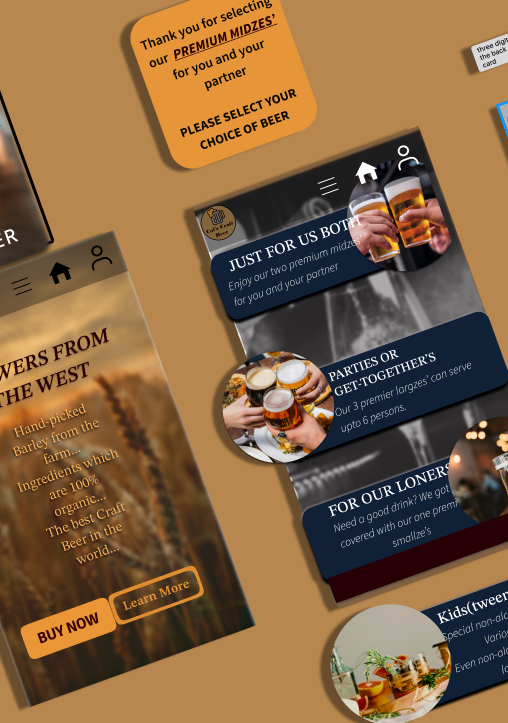 Thank you for selecting
our PREMIUM MIDZES'
for you and your
partner
PLEASE SELECT YOUR
CHOICE OF BEER
three digit
the back
card
ER
WERS FROM
THE WEST
Hand-picked
Barley from the
farm...
Ingredients which
are 100%
organic...
The best Craft
Beer in the
world...
BUY NOW
Learn More
Cal's Craft
Beer
JUST FOR US BOTH
Enjoy our two premium midzes'
for you and your partner
PARTIES OR
GET-TOGETHER'S
Our 3 premier largzes' can serve
upto 6 persons.
FOR OUR LONERS
Need a good drink? We got
covered with our one premi
smallze's
Kids(tween
Special non-alc
Vario
Even non-al